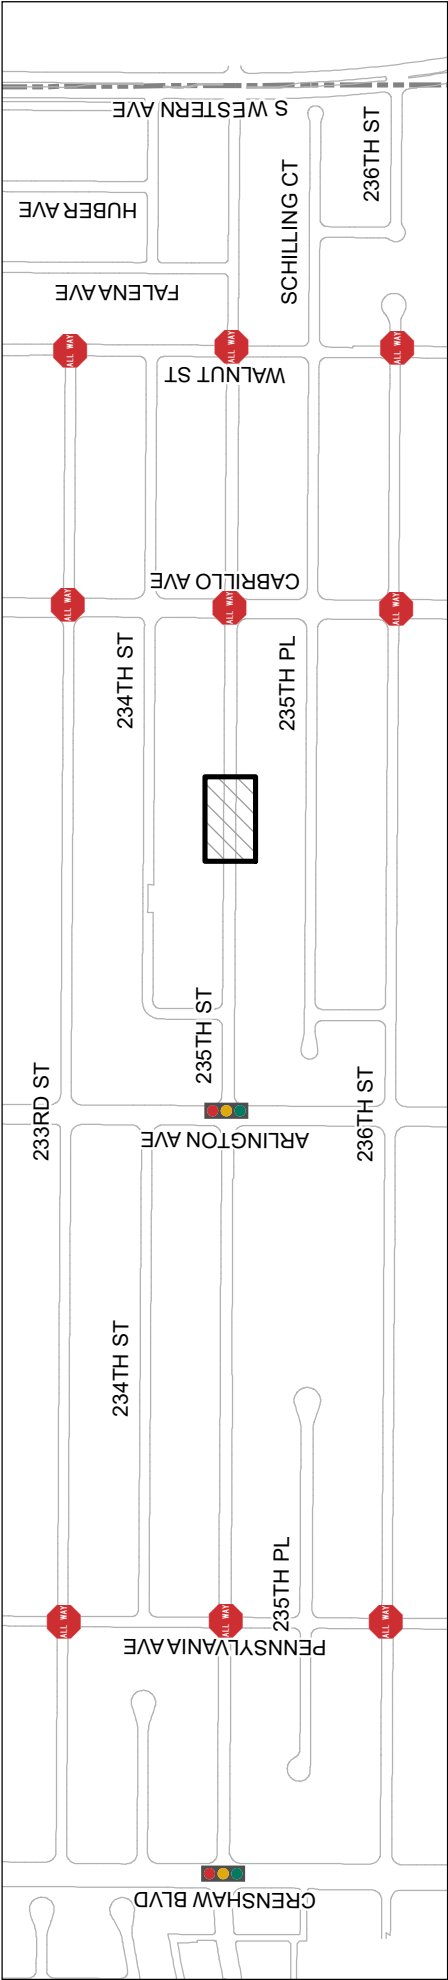 S WESTERN AVE
236TH ST
HUBER AVE
SCHILLING CT
FALENA AVE
ALL WAY
ALL WAY
ALL WAY
WALNUT ST
CABRILLO AVE
ALL WAY
ALL WAY
ALL WAY
234TH ST
235TH PL
235TH ST
233RD ST
236TH ST
ARLINGTON AVE
234TH ST
235TH PL
ALL WAY
ALL WAY
ALL WAY
PENNSYLVANIA AVE
CRENSHAW BLVD